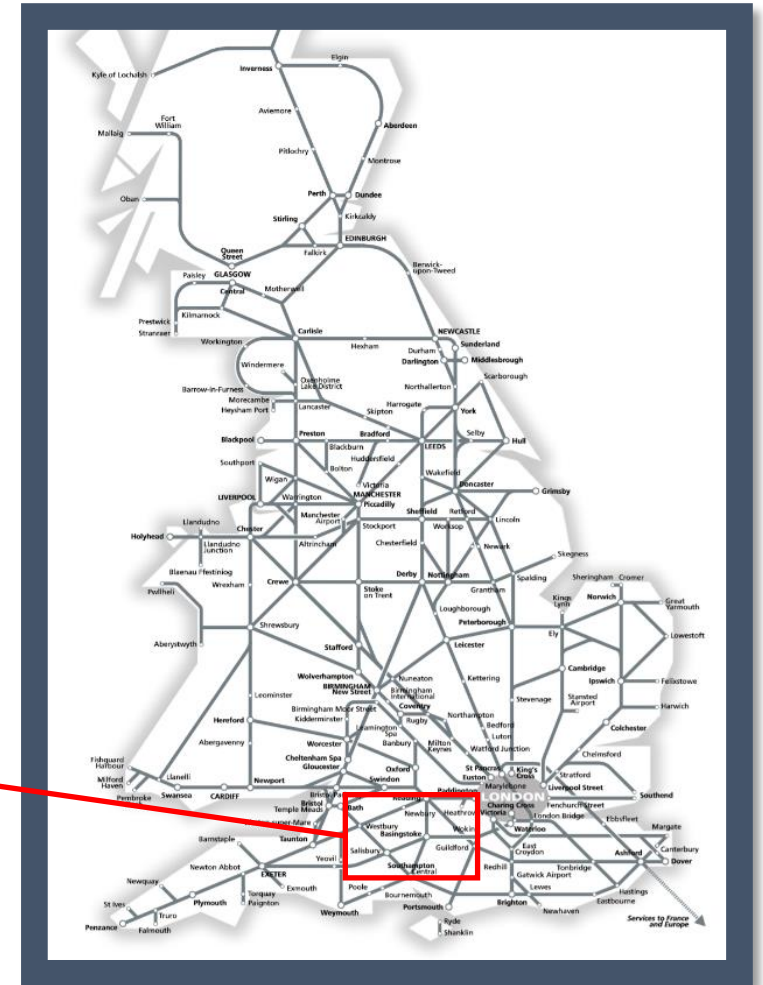 Elgin
Inverness
Kyle of Lochalsh
Aviemore
Fort
William
Mallaig
Aberdeen
Pitlochry
Montrose
Perth
Dundee
Oban
Stirling
Kirkcaldy
EDINBURGH
Queen
Street
Falkirk
Berwick-
upon-Tweed
Paisley
GLASGOW
Central
Motherwell
Prestwick
Kilmarnock
Stranraer
Carlisle
NEWCASTLE
Workington
Hexham
Sunderland
Durham
Darlington
Middlesbrough
Windermere
Oxenholme
Lake District
Scarborough
Barrow-in-Furness
Northallerton
Morecambe
Lancaster
Harrogate
Heysham Port
Skipton
York
Preston
Bradford
Selby
Blackpool
Blackburn
LEEDS
Hull
Huddersfield
Southport
Bolton
Wakefield
Wigan
Victoria
Doncaster
MANCHESTER
Grimsby
LIVERPOOL
Warrington
Piccadilly
Manchester
Airport
Sheffield
Retford
Llandudno
Stockport
Worksop
Lincoln
Holyhead
Chester
Llandudno
Junction
Altrincham
Chesterfield
Newark
Skegness
Blaenau Ffestiniog
Wrexham
Crewe
Stoke
on Trent
Derby
Nottingham
Grantham
Spalding
Sheringham
Cromer
Pwllheli
Kings
Lynn
Norwich
Great
Yarmouth
Loughborough
Shrewsbury
Peterborough
Ely
Aberystwyth
Stafford
Leicester
Lowestoft
Wolverhampton
Cambridge
BIRMINGHAM
New Street
Nuneaton
Birmingham
International
Kettering
Ipswich
Felixstowe
Leominster
Birmingham Moor Street
Coventry
Stevenage
Stansted
Airport
Harwich
Hereford
Kidderminster
Rugby
Northampton
Leamington
Spa
Bedford
Colchester
Worcester
Banbury
Milton
Keynes
Luton
Abergavenny
Watford Junction
Chelmsford
Cheltenham Spa
Gloucester
Oxford
St Pancras
King's
Cross
Fishguard
Harbour
Euston
Stratford
Milford
Haven
Llanelli
Newport
Swindon
Paddington
Marylebone
Liverpool Street
Pembroke
Swansea
CARDIFF
LONDON
Southend
Bristol
Temple Meads
Bath
Reading
Newbury
Heathrow
Charing Cross
Fenchurch Street
Victoria
London Bridge
Ebbsfleet
Westbury
Basingstoke
Waterloo
Margate
Barnstaple
Taunton
Guildford
East
Croydon
Canterbury
Salisbury
Ashford
Dover
Yeovil
Redhill
Tonbridge
Newton Abbot
EXETER
Southampton
Central
Gatwick Airport
Newquay
Exmouth
Poole
Lewes
Hastings
Plymouth
Torquay
Paignton
Bournemouth
Eastbourne
St Ives
Weymouth
Portsmouth
Brighton
Newhaven
Truro
Penzance
Falmouth
Ryde
Shanklin
Services to France
and Europe